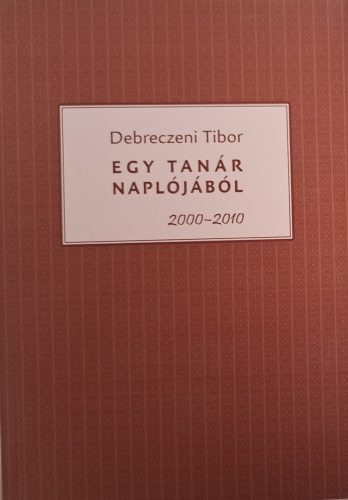 Debreczeni Tibor
EGY TANÁR
NAPLÓJÁBÓL
2000–2010